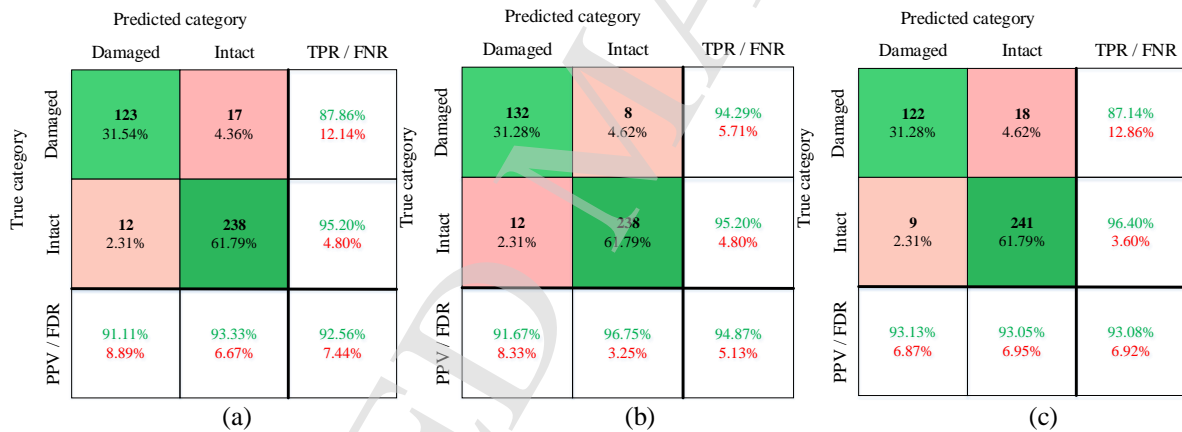 Predicted category
Damaged Intact TPR / FNR
True category
Damaged
123 17 87.86%
31.54% 4.36% 12.14%
Intact
12 238 95.20%
2.31% 61.79% 4.80%
PPV / FDR
91.11% 93.33% 92.56%
8.89% 6.67% 7.44%
(a)
Predicted category
Damaged Intact TPR / FNR
True category
Damaged
132 8 94.29%
31.28% 4.62% 5.71%
Intact
12 238 95.20%
2.31% 61.79% 4.80%
PPV / FDR
91.67% 96.75% 94.87%
8.33% 3.25% 5.13%
(b)
Predicted category
Damaged Intact TPR / FNR
True category
Damaged
122 18 87.14%
31.28% 4.62% 12.86%
Intact
9 241 96.40%
2.31% 61.79% 3.60%
PPV / FDR
93.13% 93.05% 93.08%
6.87% 6.95% 6.92%
(c)